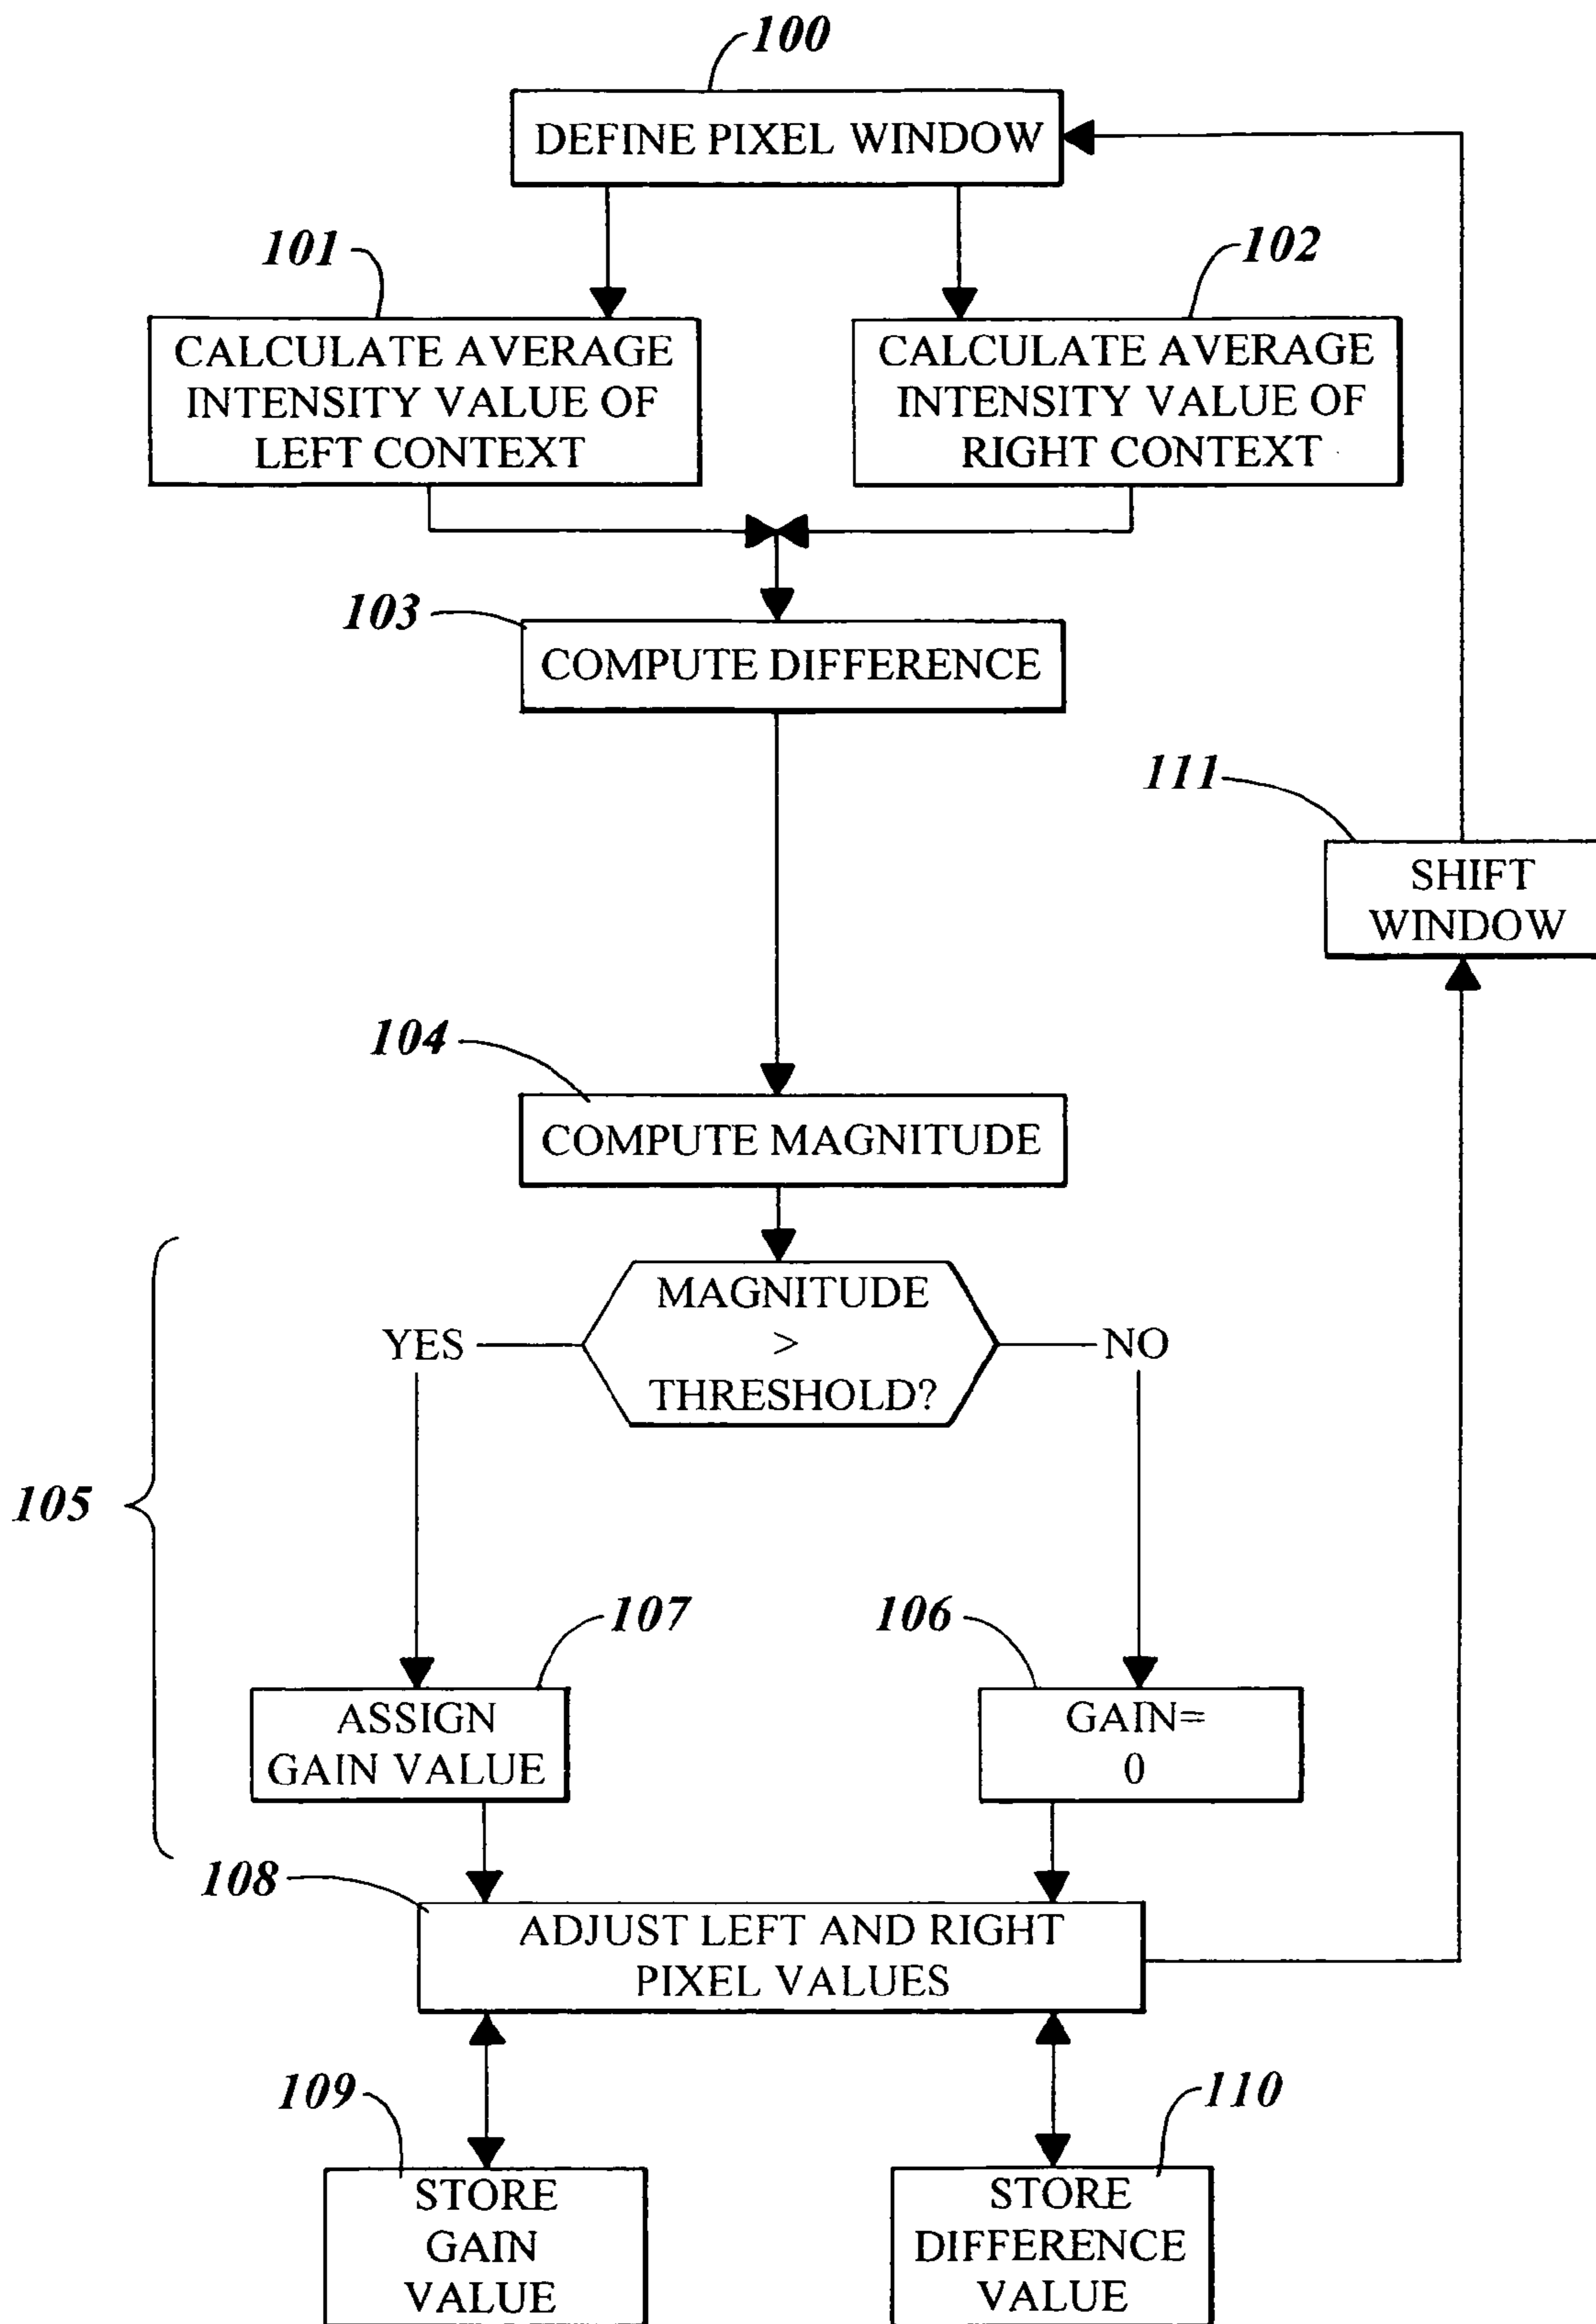 100
DEFINE PIXEL WINDOW
101
102
CALCULATE AVERAGE
INTENSITY VALUE OF
LEFT CONTEXT
CALCULATE AVERAGE
INTENSITY VALUE OF
RIGHT CONTEXT
103
COMPUTE DIFFERENCE
111
SHIFT
WINDOW
104
COMPUTE MAGNITUDE
MAGNITUDE
>
THRESHOLD?
YES
NO
105
107
106
ASSIGN
GAIN VALUE
GAIN=
0
108
ADJUST LEFT AND RIGHT
PIXEL VALUES
109
110
STORE
GAIN
VALUE
STORE
DIFFERENCE
VALUE